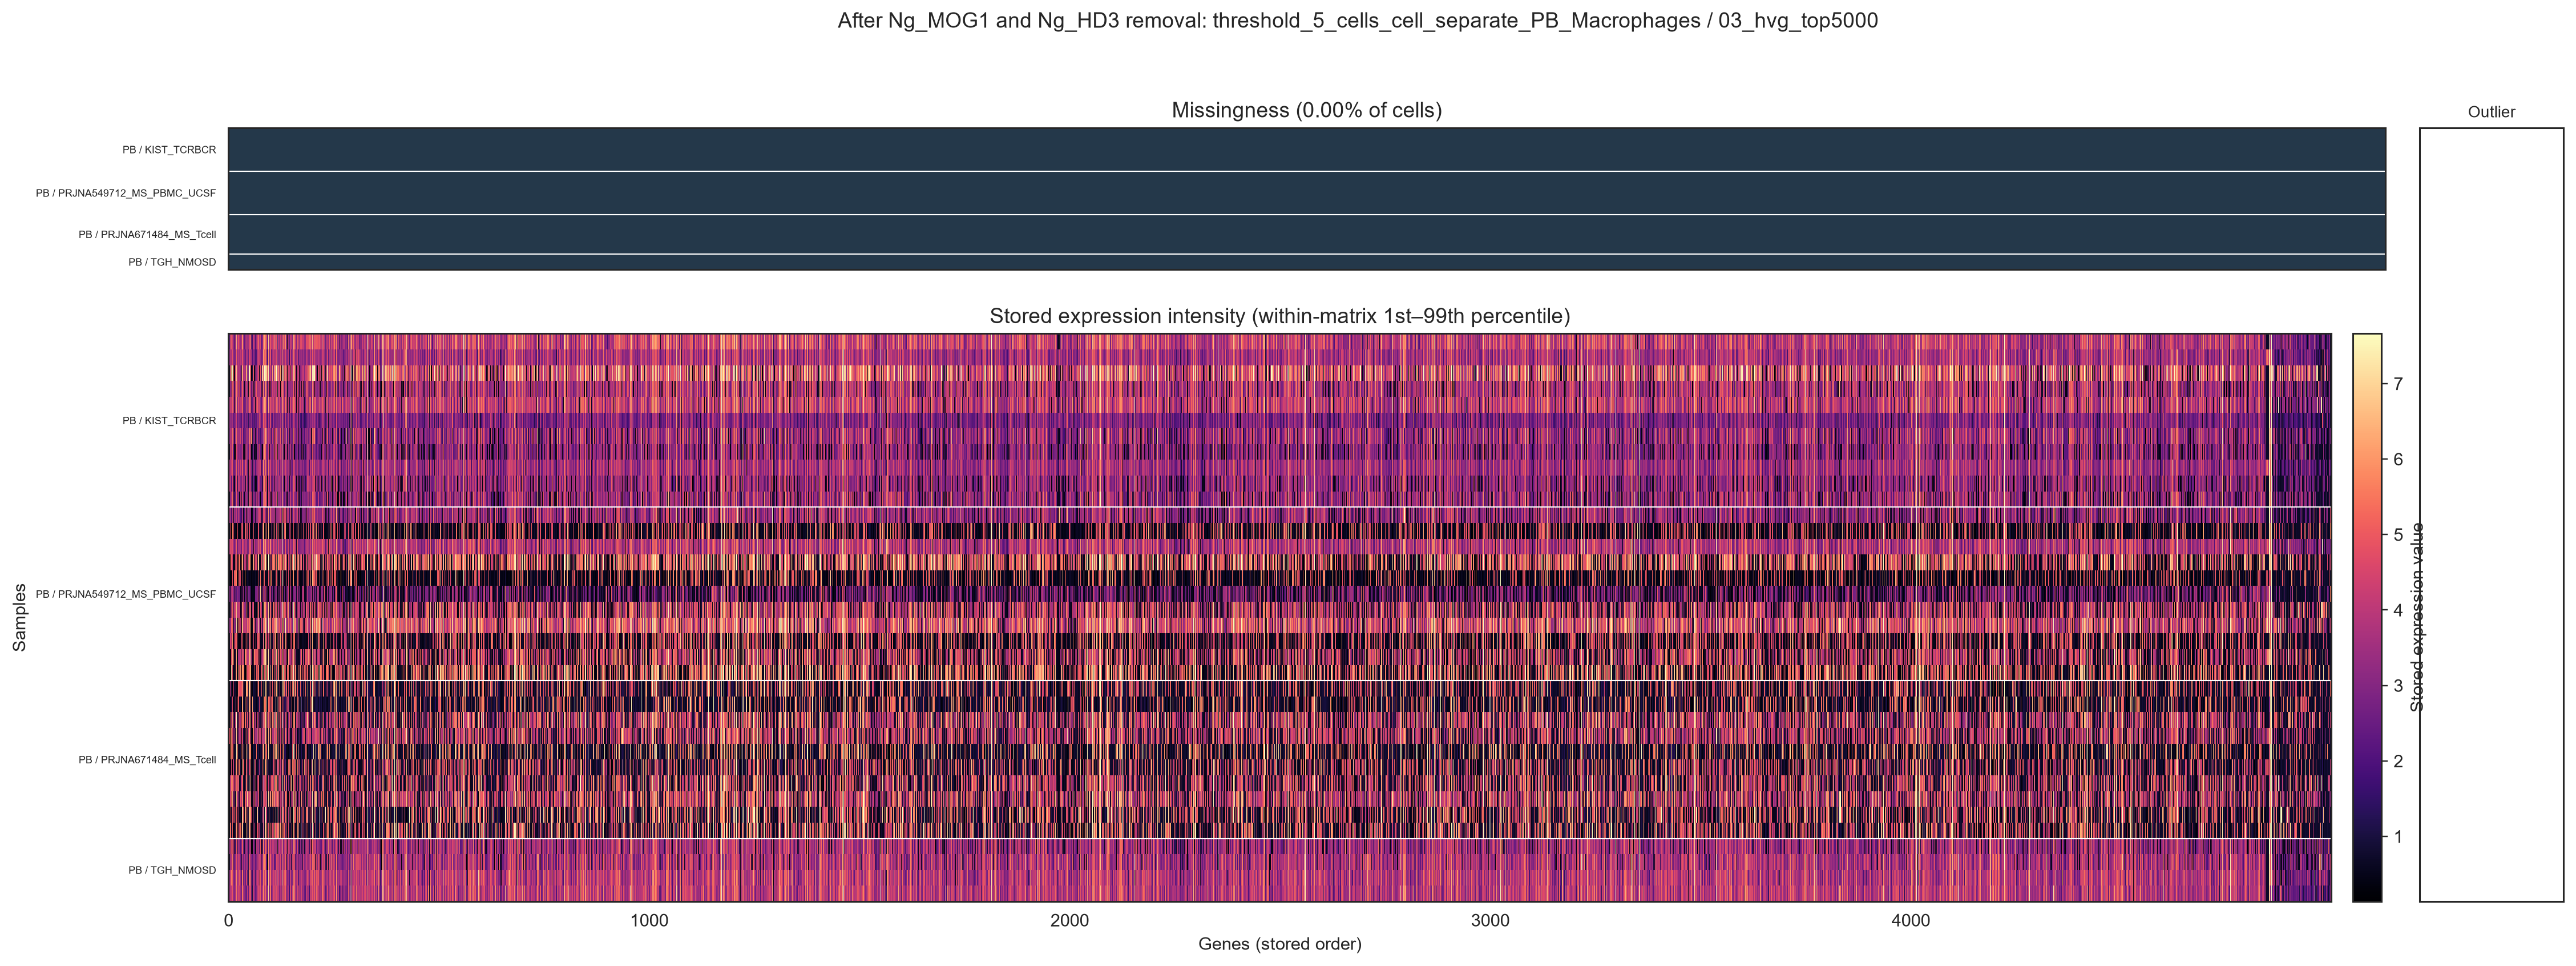 After Ng_MOG1 and Ng_HD3 removal: threshold_5_cells_cell_separate_PB_Macrophages / 03_hvg_top5000
Missingness (0.00% of cells)
Outlier
PB / KIST_TCRBCR
PB / PRJNA549712_MS_PBMC_UCSF
PB / PRJNA671484_MS_Tcell
PB / TGH_NMOSD
Stored expression intensity (within-matrix 1st–99th percentile)
Samples
PB / KIST_TCRBCR
PB / PRJNA549712_MS_PBMC_UCSF
PB / PRJNA671484_MS_Tcell
PB / TGH_NMOSD
7
6
5
4
3
2
1
Stored expression value
0 1000 2000 3000 4000
Genes (stored order)